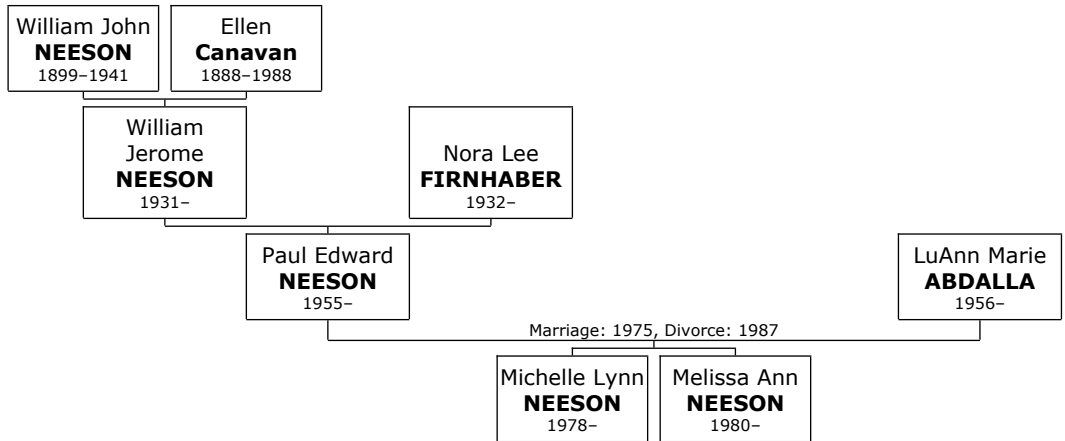 William John
NEESON
1899–1941
Ellen
Canavan
1888–1988
William
Jerome
NEESON
1931–
Nora Lee
FIRNHABER
1932–
Paul Edward
NEESON
1955–
LuAnn Marie
ABDALLA
1956–
Marriage: 1975, Divorce: 1987
Michelle Lynn
NEESON
1978–
Melissa Ann
NEESON
1980–